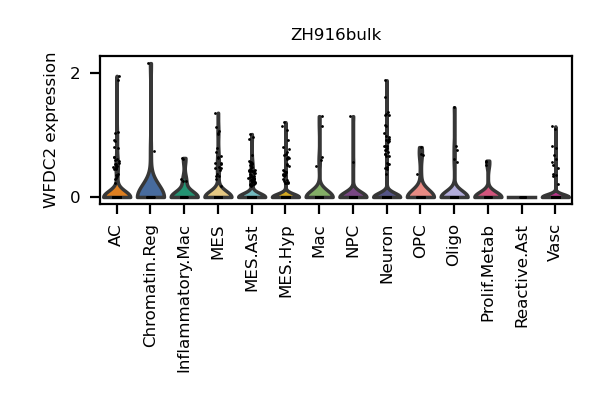 ZH916bulk
WFDC2 expression
2
0
AC
Chromatin.Reg
Inflammatory.Mac
MES
MES.Ast
MES.Hyp
Mac
NPC
Neuron
OPC
Oligo
Prolif.Metab
Reactive.Ast
Vasc